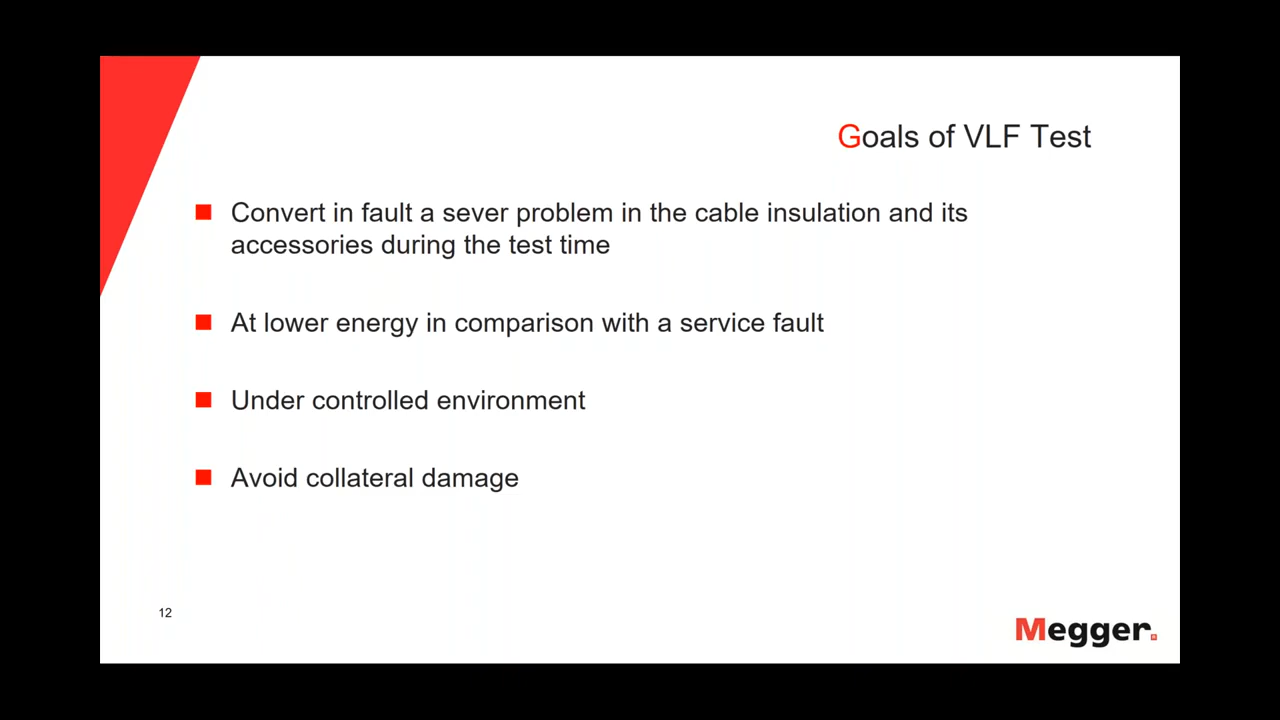 Goals of VLF Test
Convert in fault a sever problem in the cable insulation and its
accessories during the test time
At lower energy in comparison with a service fault
Under controlled environment
Avoid collateral damage
12
Megger.